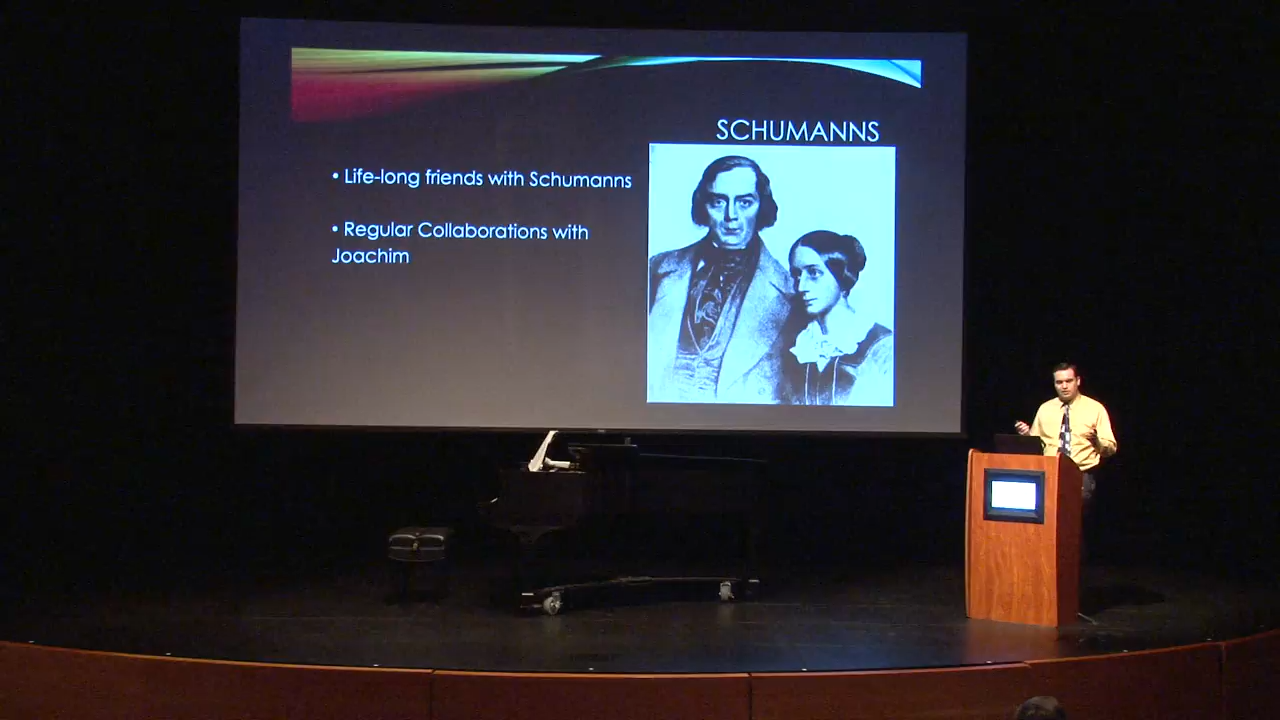 SCHUMANNS
• Life-long friends with Schumanns
• Regular Collaborations with
Joachim